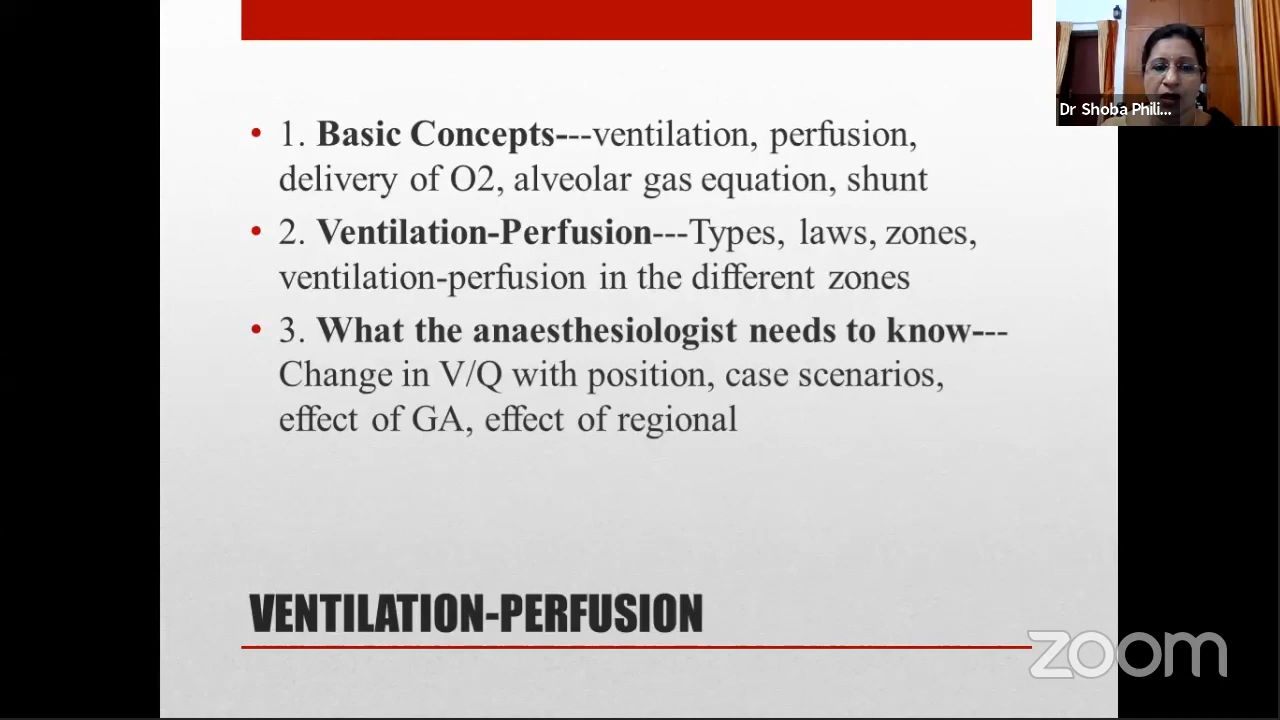 Dr Shoba Phili...
• 1. Basic Concepts---ventilation, perfusion,
delivery of O2, alveolar gas equation, shunt
• 2. Ventilation-Perfusion---Types, laws, zones,
ventilation-perfusion in the different zones
• 3. What the anaesthesiologist needs to know---
Change in V/Q with position, case scenarios,
effect of GA, effect of regional
VENTILATION-PERFUSION
zoom